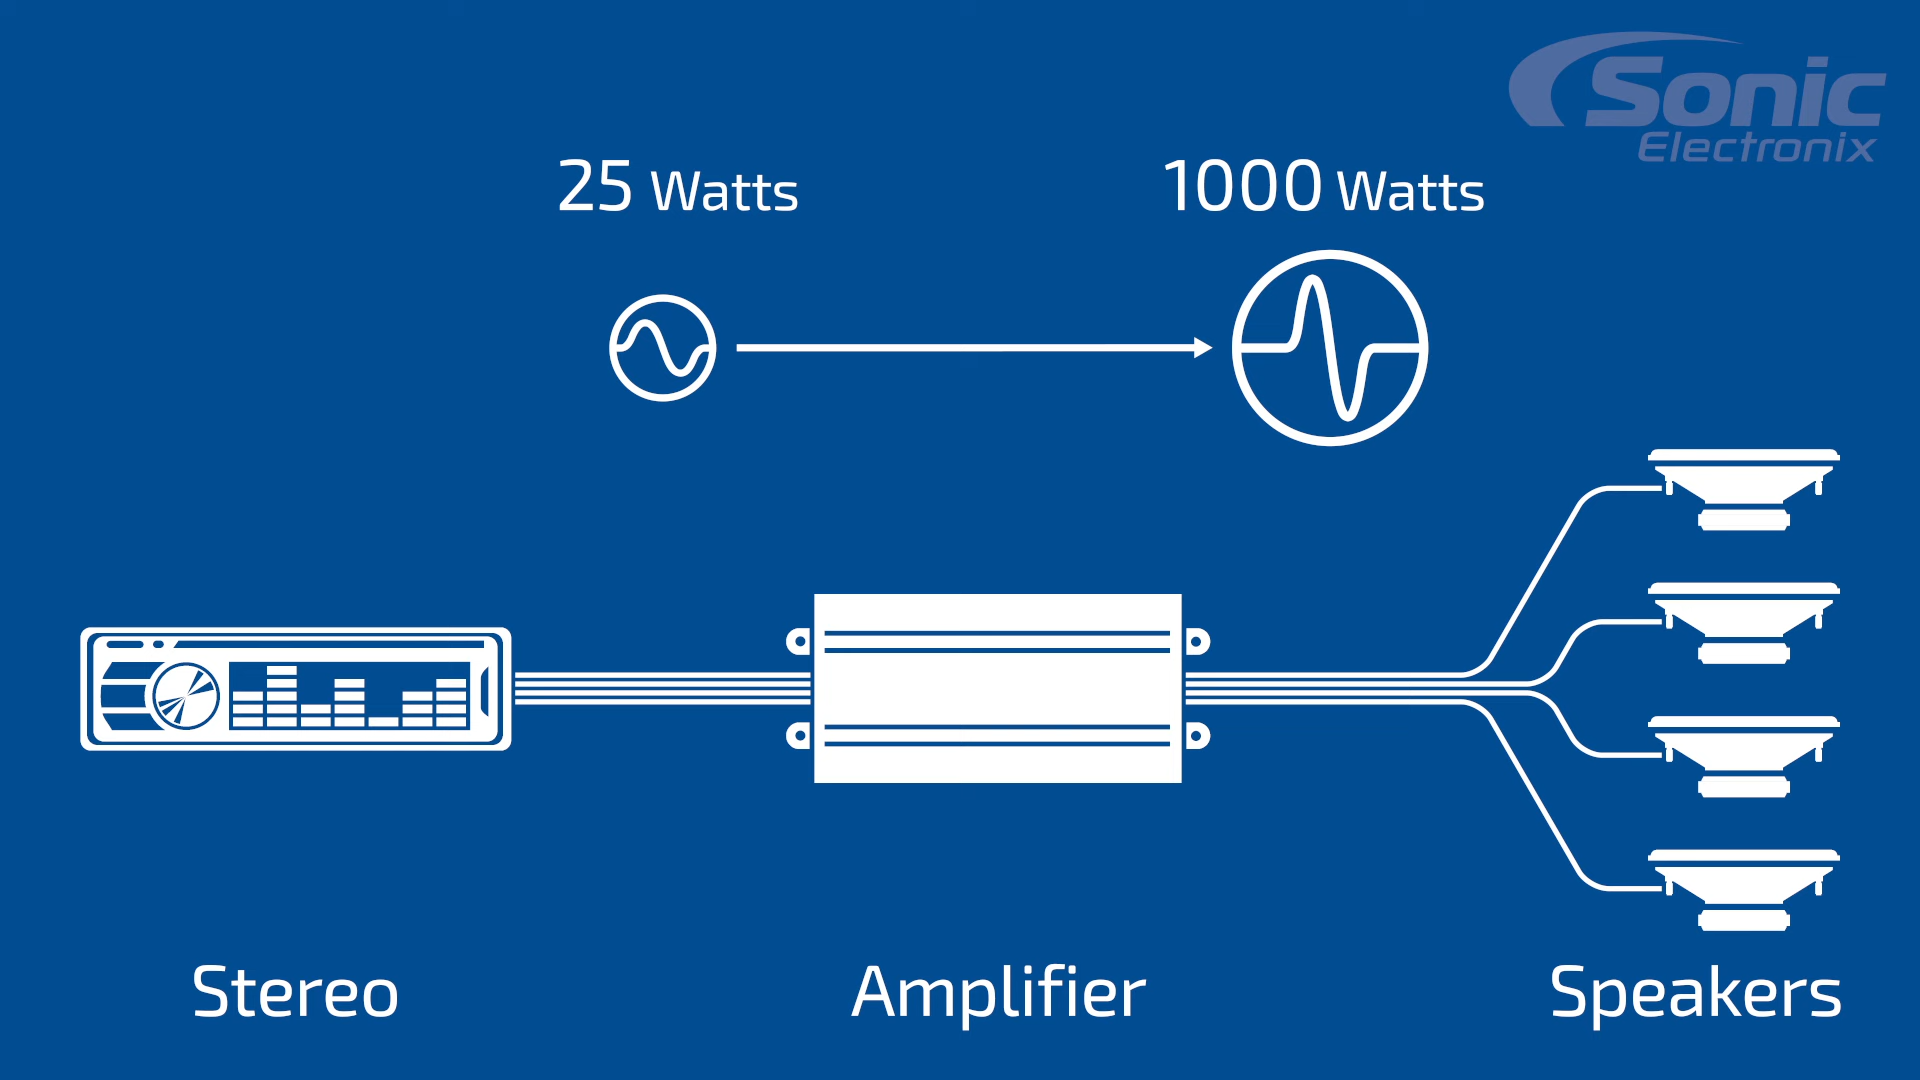 Sonic
Electronix
25 Watts
1000 Watts
Stereo
Amplifier
Speakers